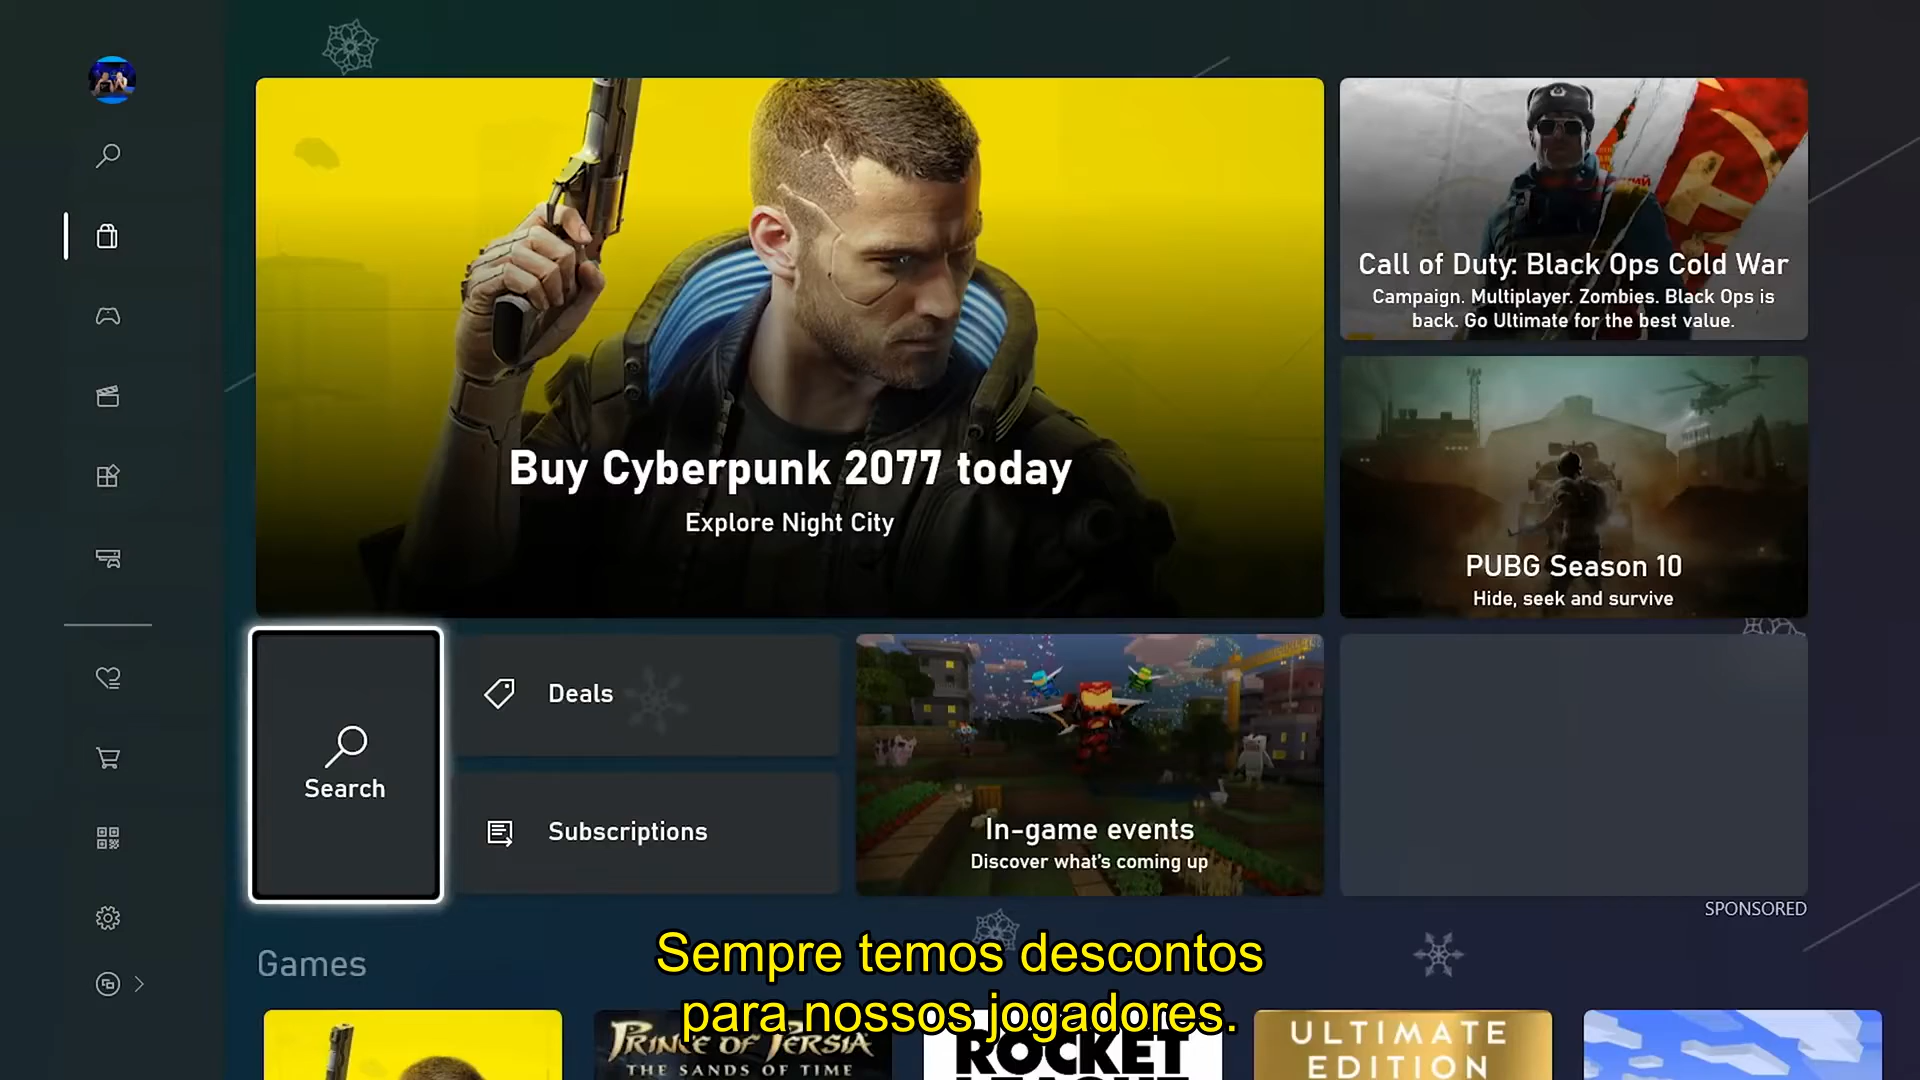 Buy Cyberpunk 2077 today
Explore Night City
Call of Duty: Black Ops Cold War
Campaign. Multiplayer. Zombies. Black Ops is
back. Go Ultimate for the best value.
PUBG Season 10
Hide, seek and survive
Search
Deals
Subscriptions
In-game events
Discover what's coming up
SPONSORED
Games
Sempre temos descontos
para nossos jogadores.
PRINCE OF PERSIA
THE SANDS OF TIME
ROCKET
LEAGUE
ULTIMATE
EDITION